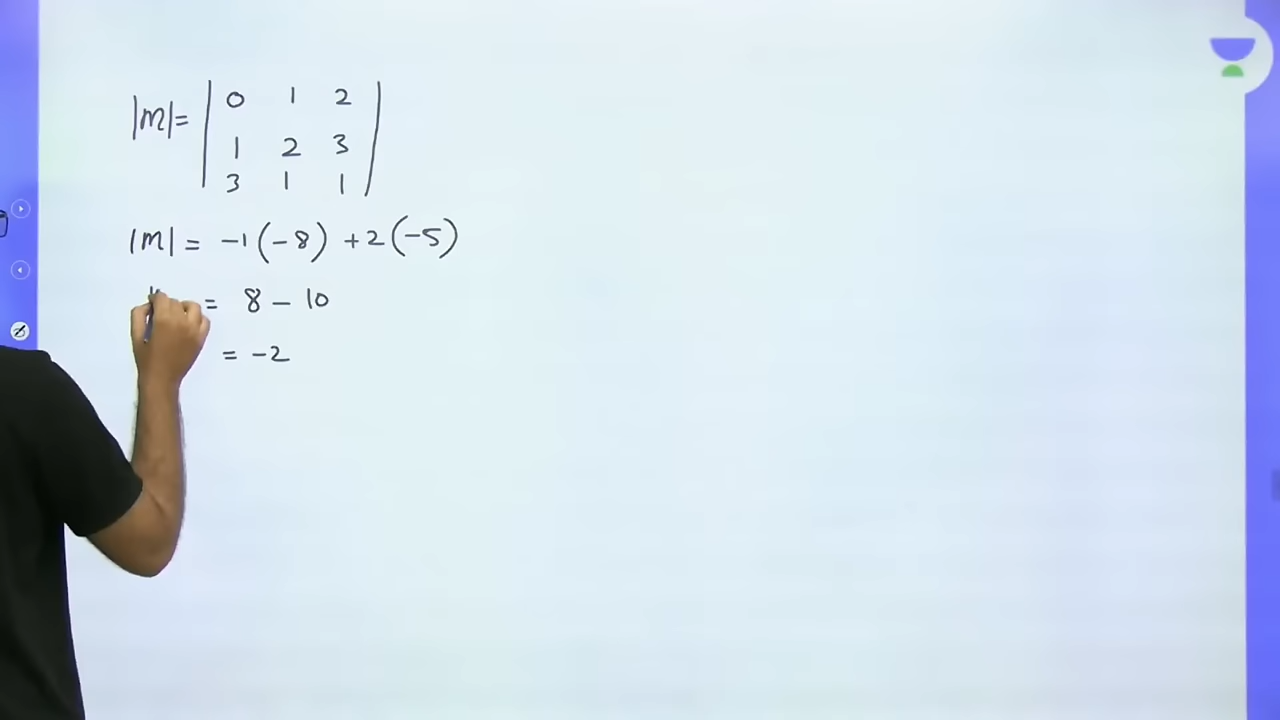 |M|= | 0 1 2 |
| 1 2 3 |
| 3 1 1 |
|M| = -1(-8) +2(-5)
= 8 - 10
= -2